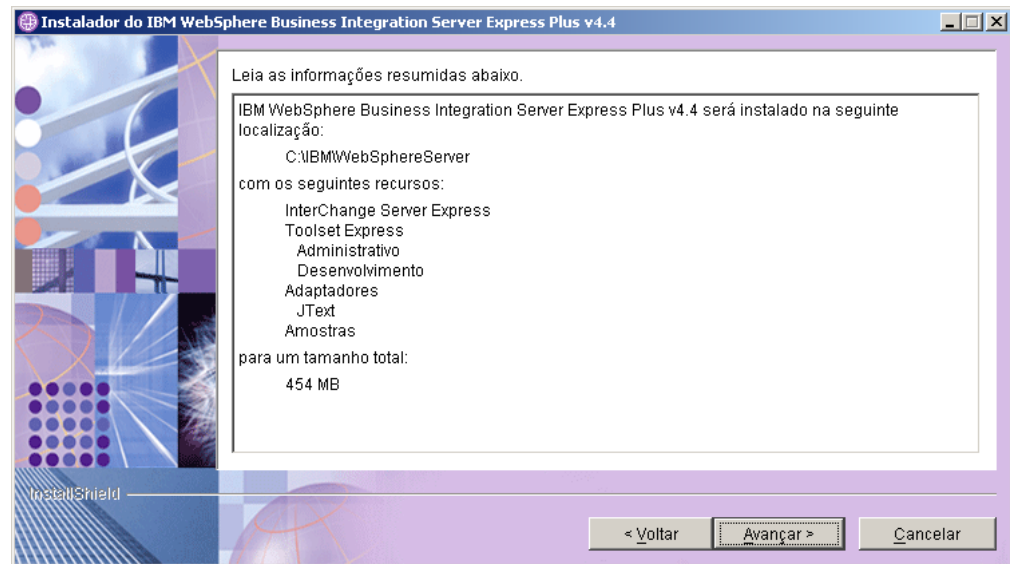 Instalador do IBM WebSphere Business Integration Server Express Plus v4.4
Leia as informações resumidas abaixo.
IBM WebSphere Business Integration Server Express Plus v4.4 será instalado na seguinte
localização:
C:\IBM\WebSphereServer
com os seguintes recursos:
InterChange Server Express
Toolset Express
Administrativo
Desenvolvimento
Adaptadores
JText
Amostras
para um tamanho total:
454 MB
InstallShield
< Voltar
Avançar >
Cancelar